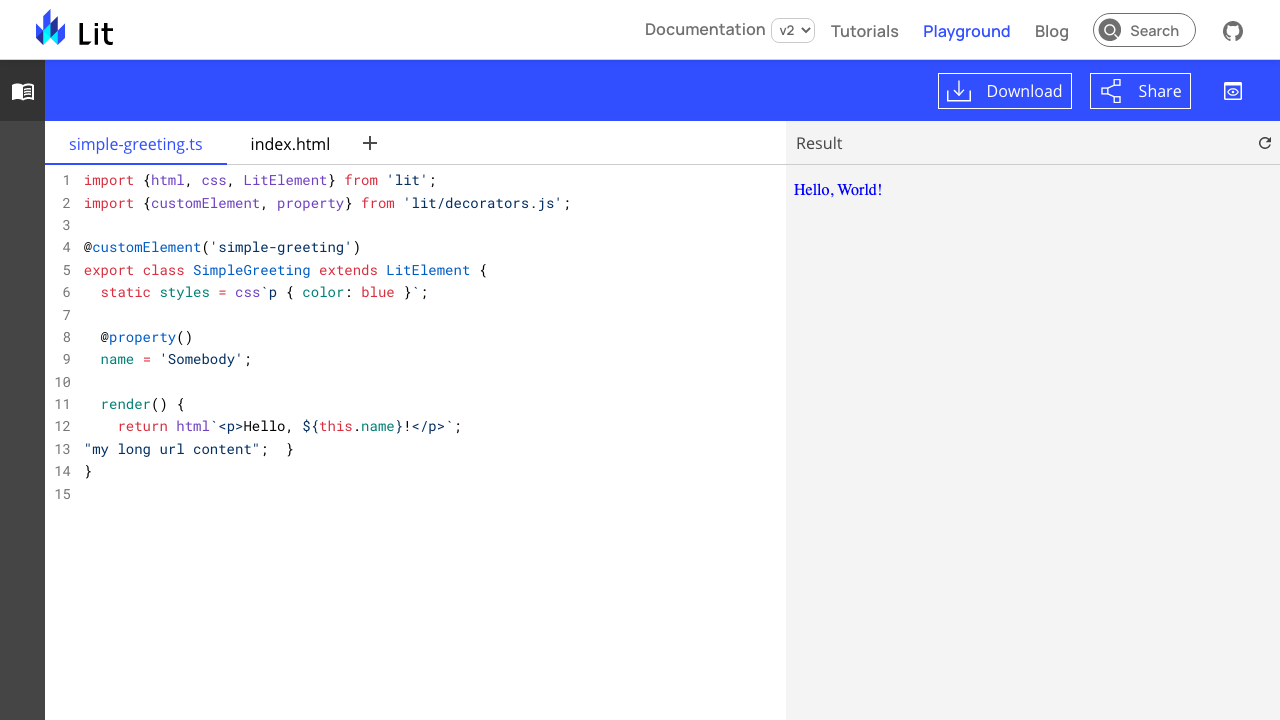 Lit
Documentation v2 Tutorials Playground Blog Search
Download Share
simple-greeting.ts index.html Result
1 import {html, css, LitElement} from 'lit';
2 import {customElement, property} from 'lit/decorators.js';
3
4 @customElement('simple-greeting')
5 export class SimpleGreeting extends LitElement {
6   static styles = css`p { color: blue }`;
7
8   @property()
9   name = 'Somebody';
10
11   render() {
12     return html`<p>Hello, ${this.name}!</p>`;
13 "my long url content";  }
14 }
15
Hello, World!